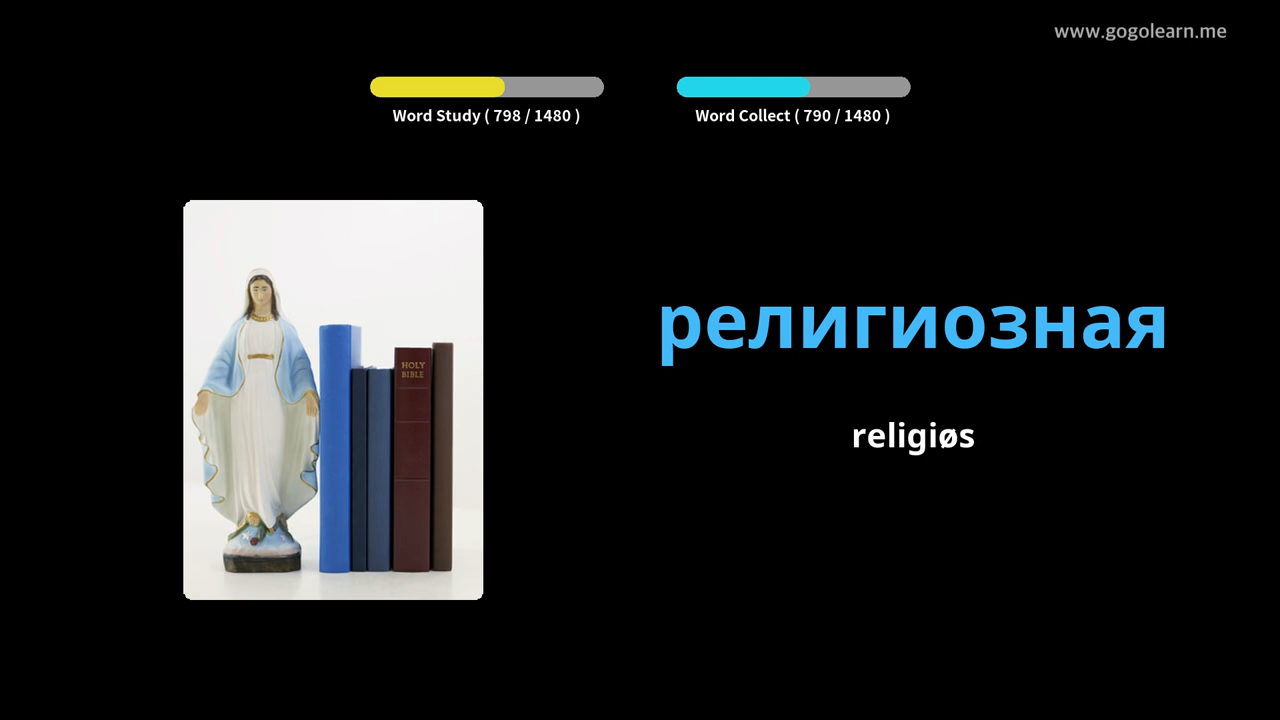 www.gogolearn.me
Word Study ( 798 / 1480 )
Word Collect ( 790 / 1480 )
HOLY
BIBLE
религиозная
religiøs